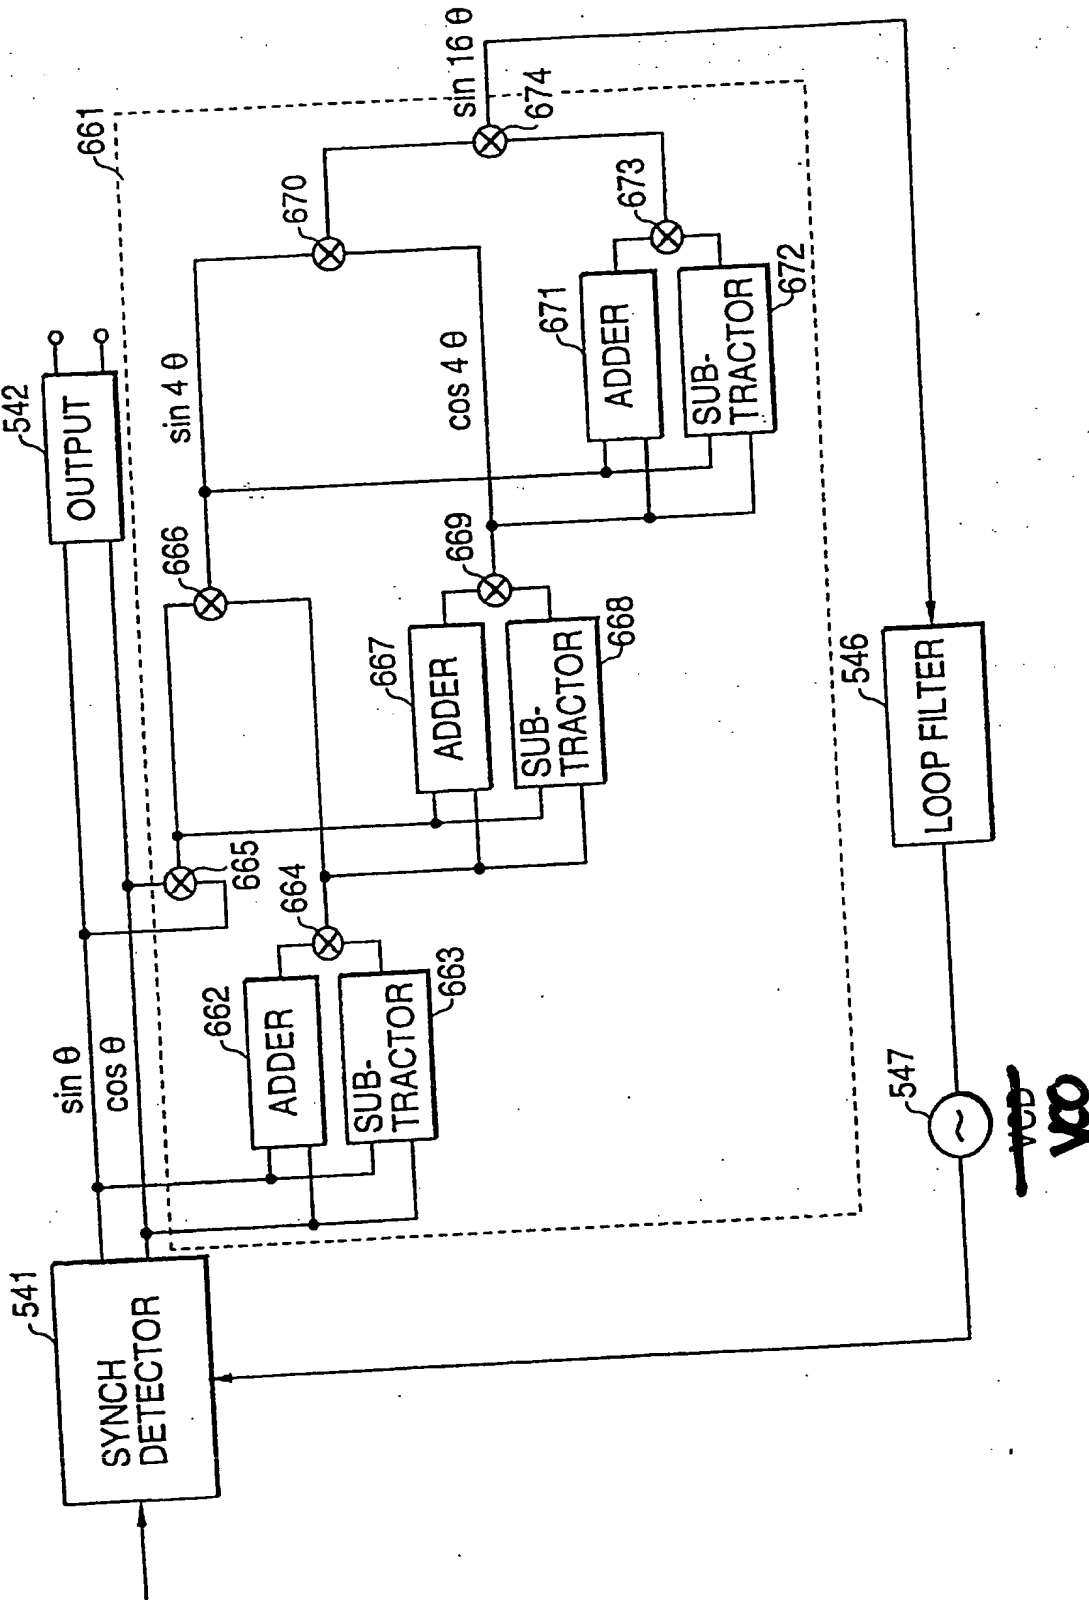 541
SYNCH
DETECTOR
sin θ
cos θ
542
OUTPUT
661
662
ADDER
663
SUB-
TRACTOR
664
665
666
667
ADDER
668
SUB-
TRACTOR
669
sin 4 θ
cos 4 θ
670
671
ADDER
672
SUB-
TRACTOR
673
674
sin 16 θ
546
LOOP FILTER
547
VCD
VCO